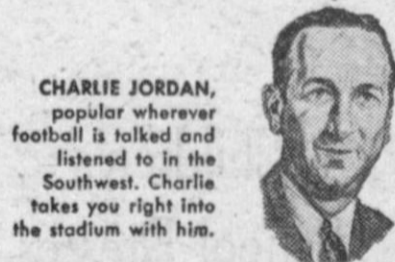 CHARLIE JORDAN,
popular wherever
football is talked and
listened to in the
Southwest. Charlie
takes you right into
the stadium with him.